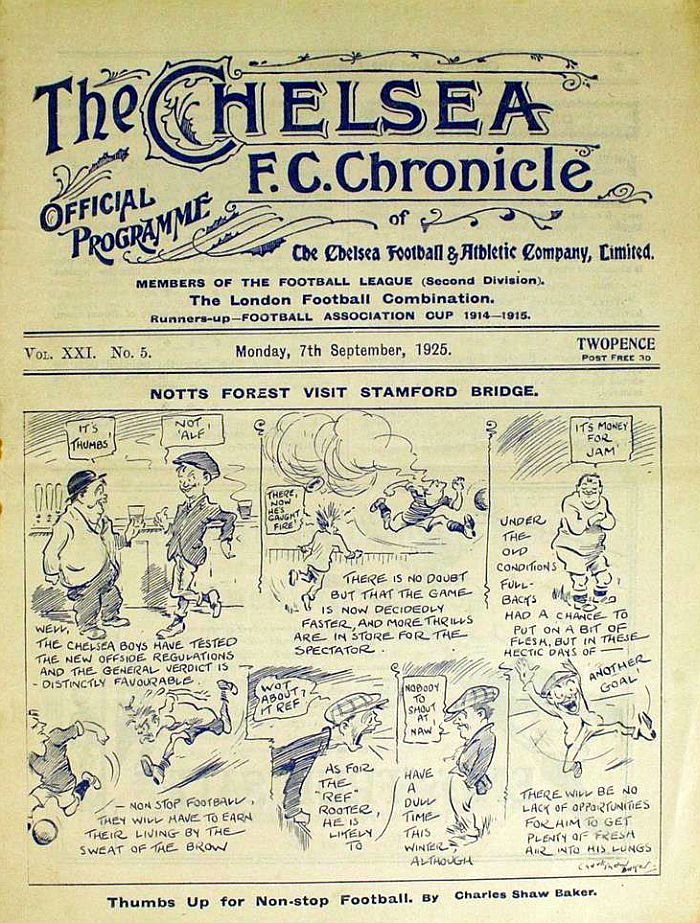 The CHELSEA
F.C. Chronicle
OFFICIAL
PROGRAMME
of
The Chelsea Football & Athletic Company, Limited.
MEMBERS OF THE FOOTBALL LEAGUE (Second Division).
The London Football Combination.
Runners-up—FOOTBALL ASSOCIATION CUP 1914—1915.
VOL. XXI. No. 5.
Monday, 7th September, 1925.
TWOPENCE
POST FREE 3D
NOTTS FOREST VISIT STAMFORD BRIDGE.
IT'S
THUMBS
NOT
'ALF'
WELL,
THE CHELSEA BOYS HAVE TESTED
THE NEW OFFSIDE REGULATIONS
AND THE GENERAL VERDICT IS
- DISTINCTLY FAVOURABLE.
THERE,
NOW
HE'S
CAUGHT
FIRE!
THERE IS NO DOUBT
BUT THAT THE GAME
IS NOW DECIDEDLY
FASTER, AND MORE THRILLS
ARE IN STORE FOR THE
SPECTATOR.
IT'S MONEY
FOR
JAM
UNDER
THE
OLD
CONDITIONS
FULL-
BACKS
HAD A CHANCE TO
PUT ON A BIT OF
FLESH, BUT IN THESE
HECTIC DAYS OF —
— NON STOP FOOTBALL,
THEY WILL HAVE TO EARN
THEIR LIVING BY THE
SWEAT OF THE BROW
WOT
ABOUT
IT REF
AS FOR
THE
"REF"
ROOTER,
HE IS
LIKELY
TO
NOBODY
TO
SHOUT
AT
NAW
HAVE
A
DULL
TIME
THIS
WINTER,
ALTHOUGH
ANOTHER
GOAL
THERE WILL BE NO
LACK OF OPPORTUNITIES
FOR HIM TO GET
PLENTY OF FRESH
AIR INTO HIS LUNGS
Thumbs Up for Non-stop Football. By Charles Shaw Baker.